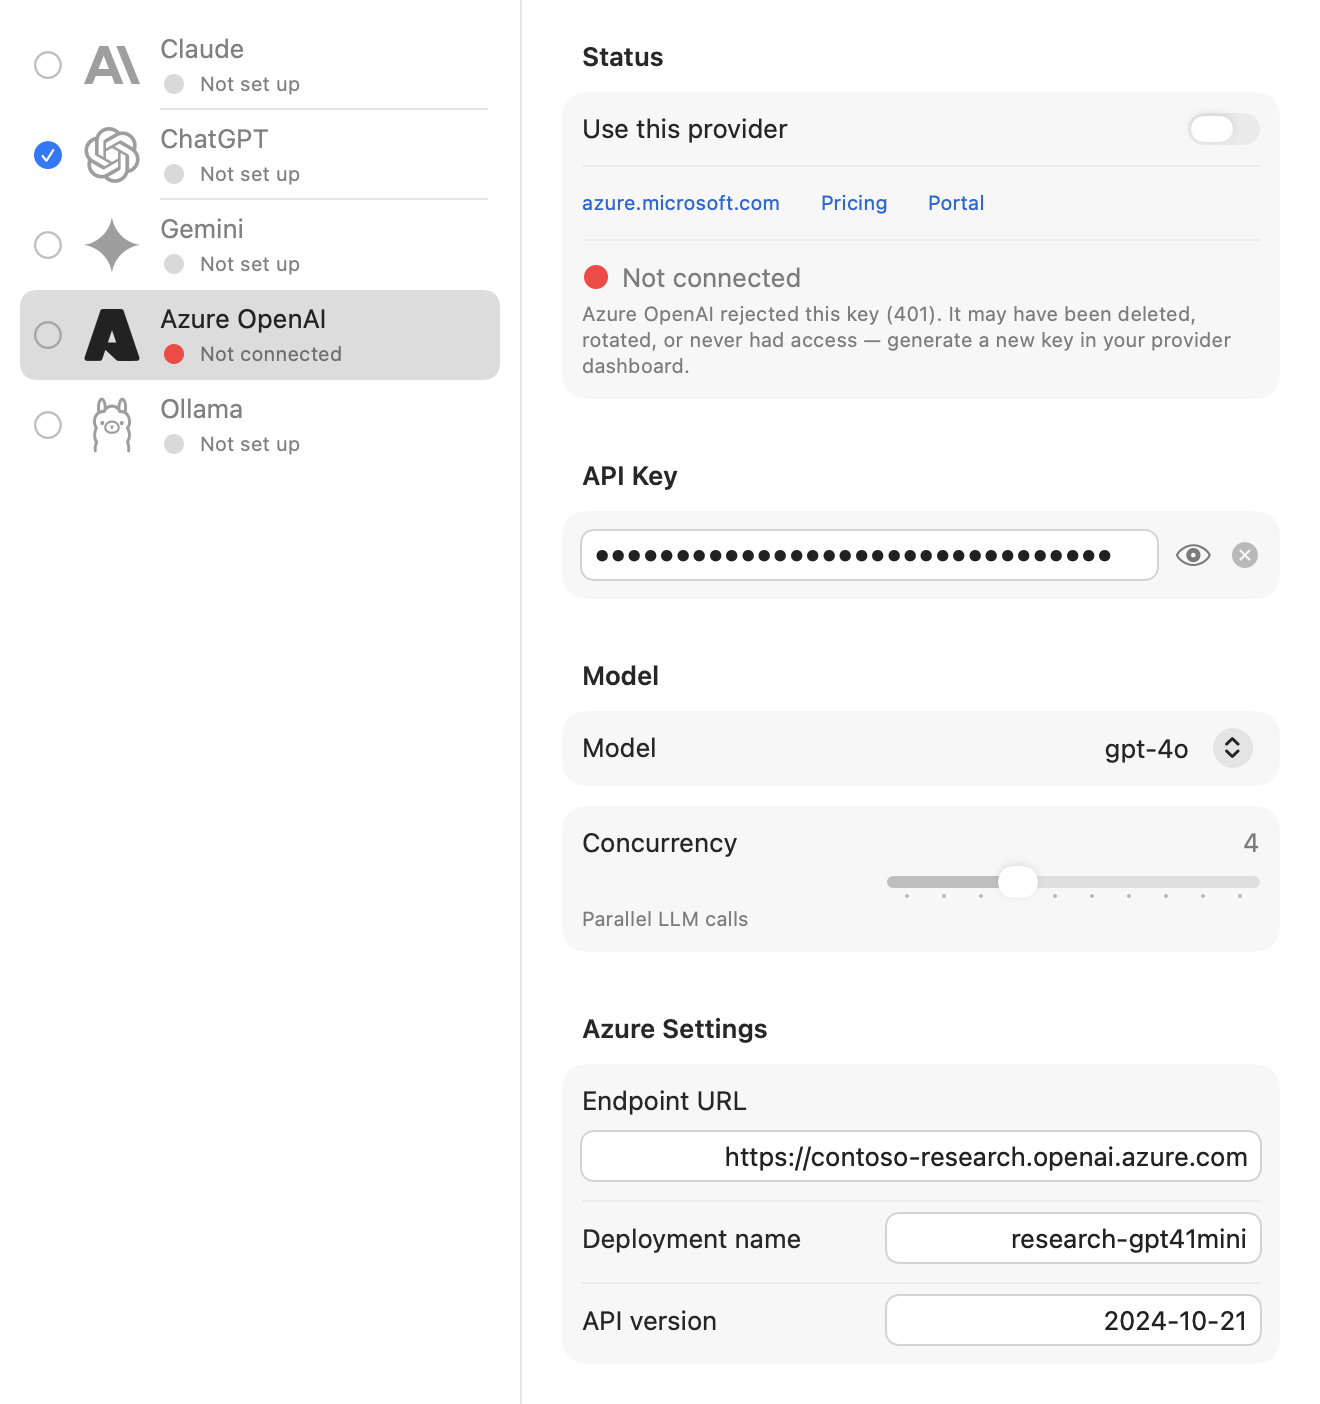 Claude
Not set up
ChatGPT
Not set up
Gemini
Not set up
Azure OpenAI
Not connected
Ollama
Not set up
Status
Use this provider
azure.microsoft.com Pricing Portal
Not connected
Azure OpenAI rejected this key (401). It may have been deleted,
rotated, or never had access — generate a new key in your provider
dashboard.
API Key
Model
Model gpt-4o
Concurrency 4
Parallel LLM calls
Azure Settings
Endpoint URL
https://contoso-research.openai.azure.com
Deployment name research-gpt41mini
API version 2024-10-21